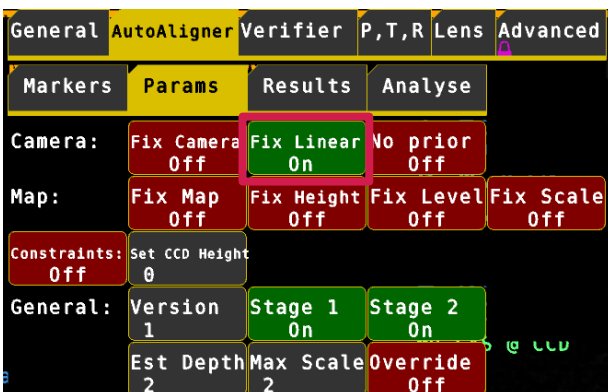 General AutoAligner Verifier P,T,R Lens Advanced
Markers Params Results Analyse
Camera: Fix Camera Off Fix Linear On No prior Off
Map: Fix Map Off Fix Height Off Fix Level Off Fix Scale Off
Constraints: Off Set CCD Height 0
General: Version 1 Stage 1 On Stage 2 On
@ CCD
Est Depth 2 Max Scale 2 Override Off